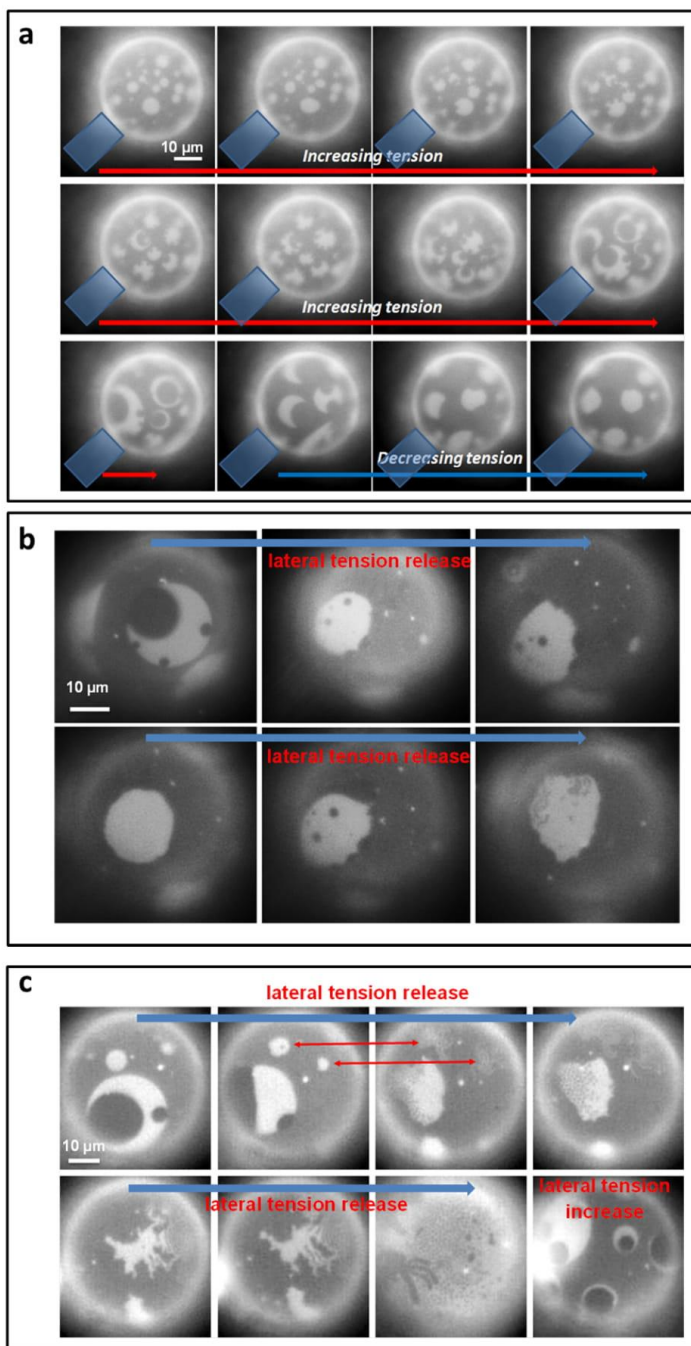 a
10 µm
Increasing tension
Increasing tension
Decreasing tension
b
lateral tension release
10 µm
lateral tension release
c
lateral tension release
10 µm
lateral tension release
lateral tension
increase